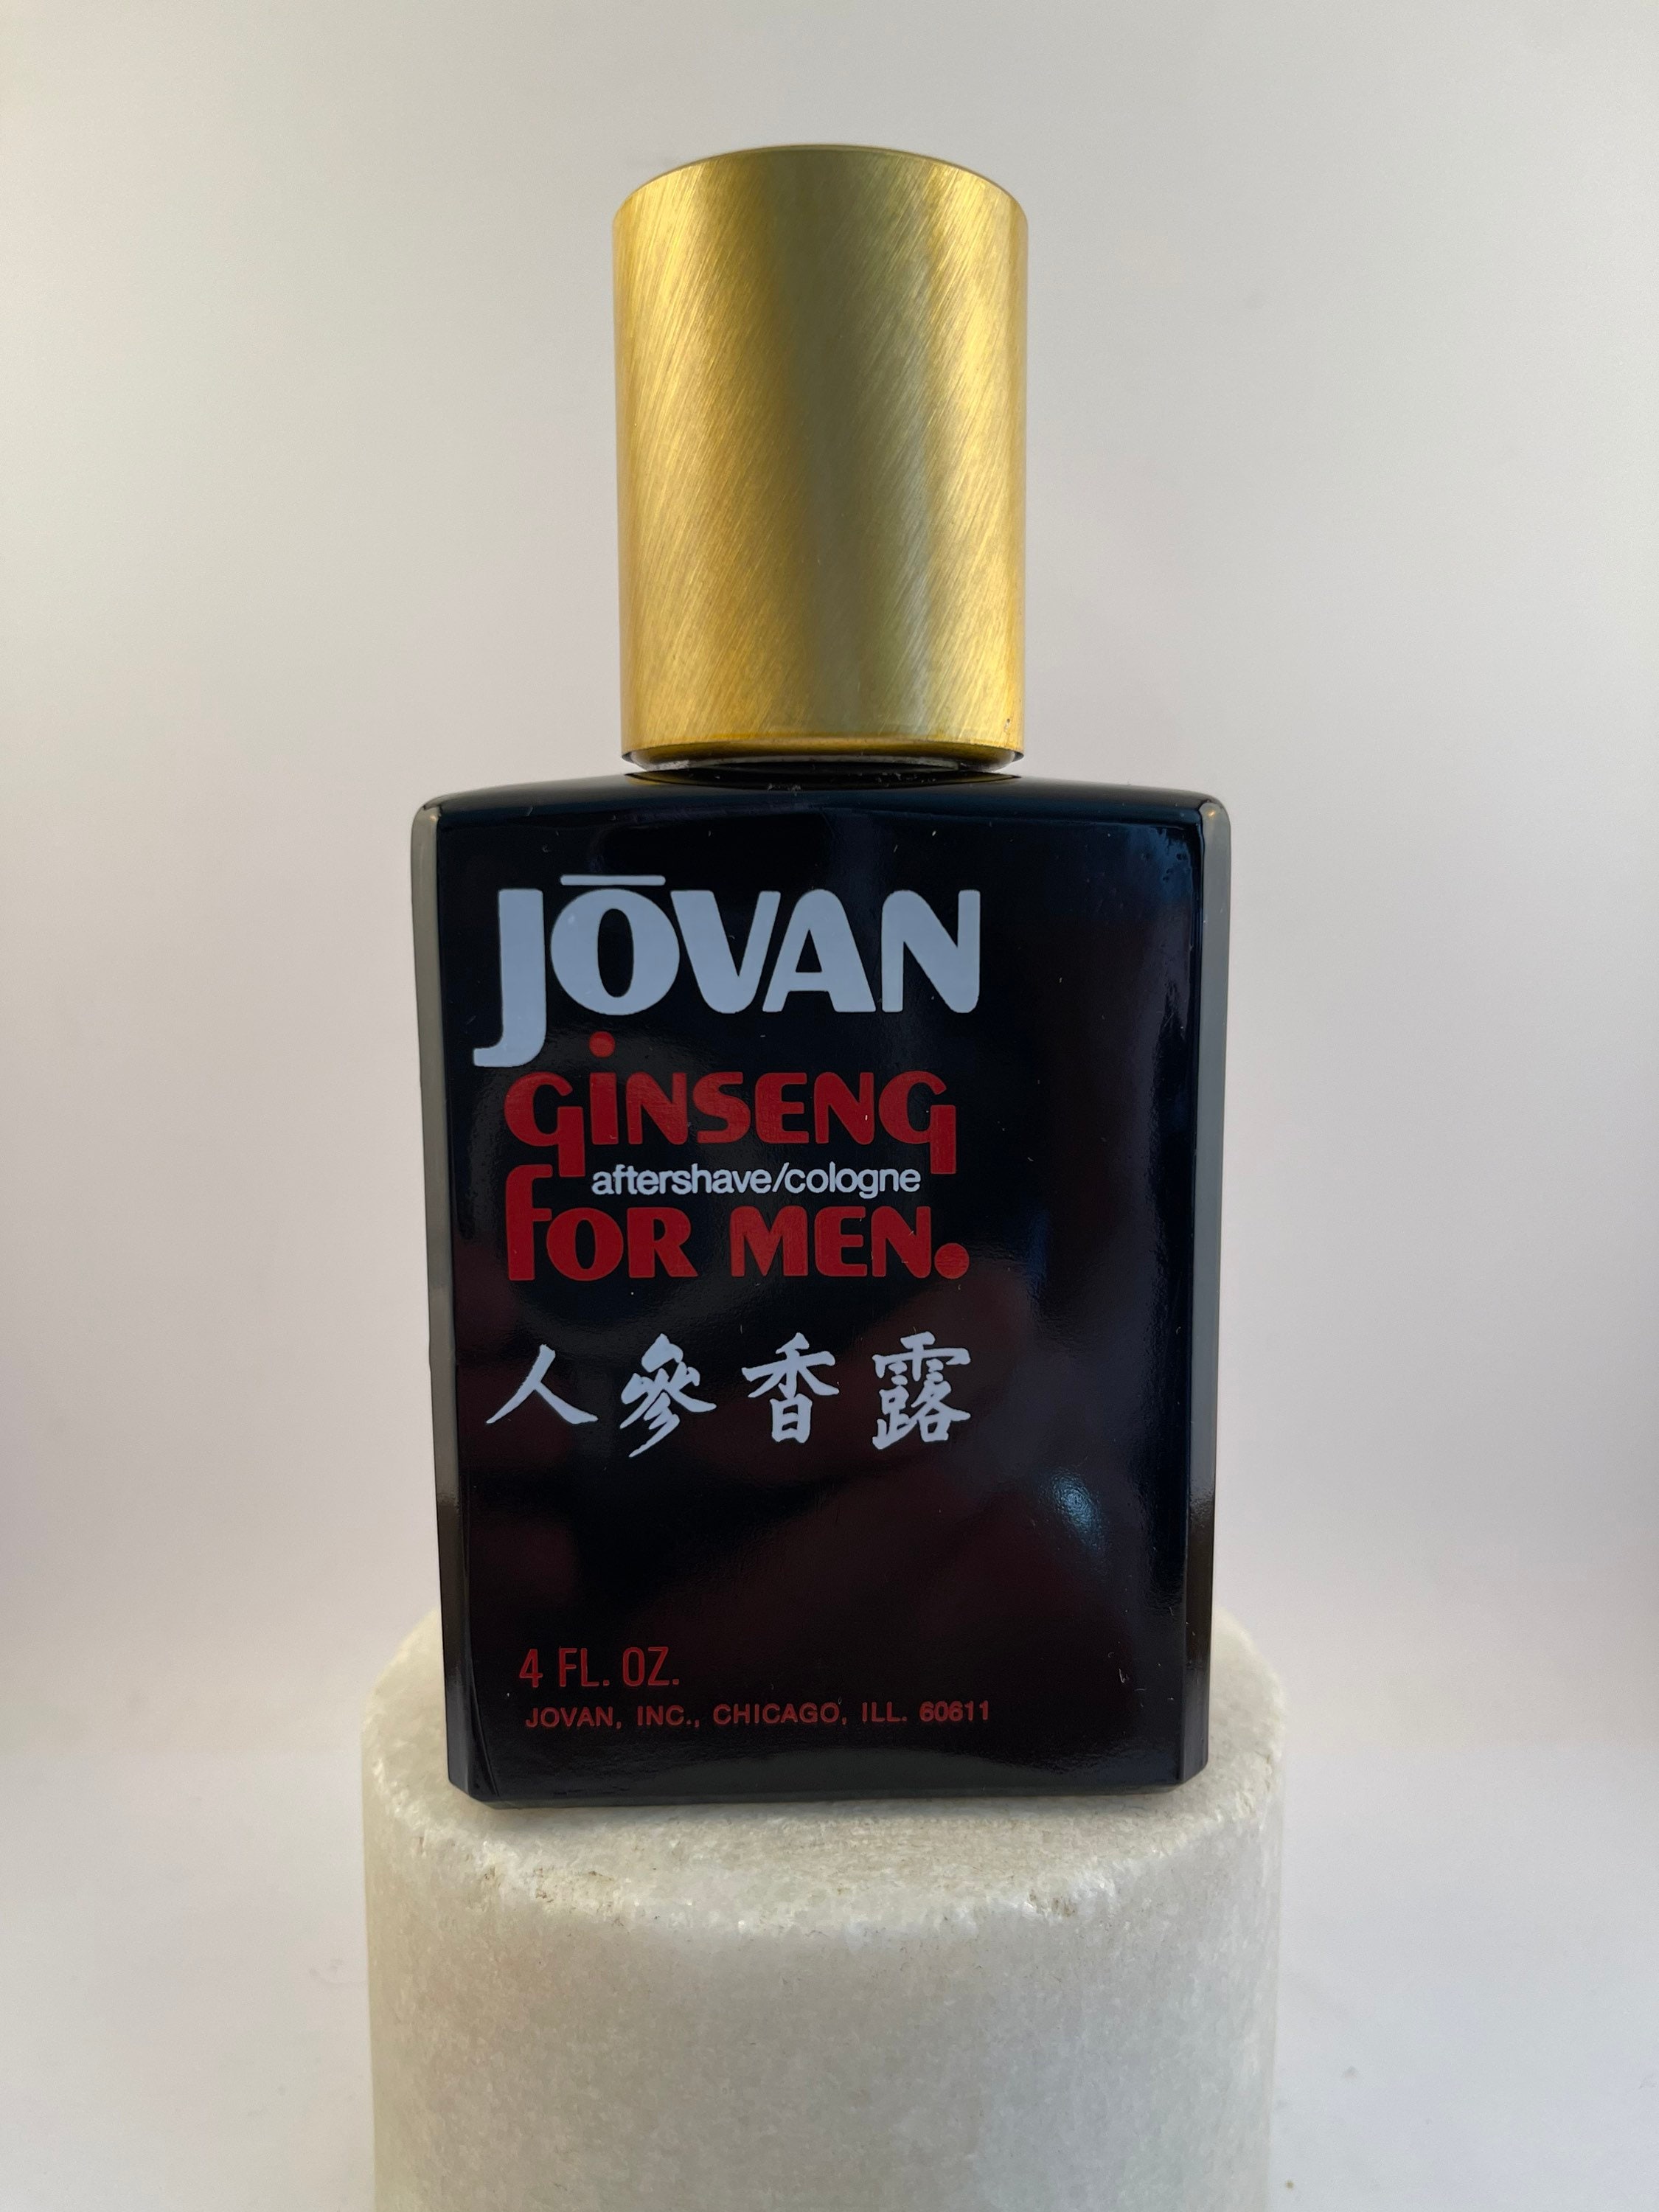 JŌVAN
GiNSENG
aftershave/cologne
FOR MEN.
人參香露
4 FL. OZ.
JOVAN, INC., CHICAGO, ILL. 60611